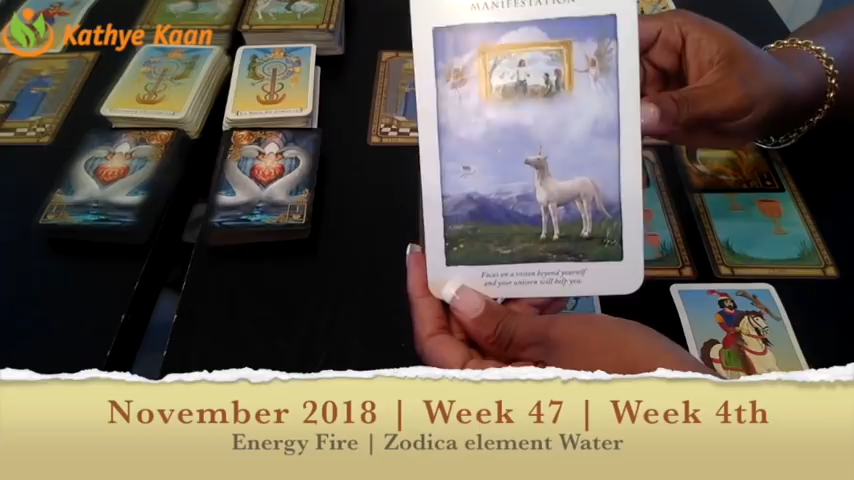 Kathye Kaan
MANIFESTATION
Focus on a vision beyond yourself
and your unicorn will help you.
November 2018 | Week 47 | Week 4th
Energy Fire | Zodica element Water